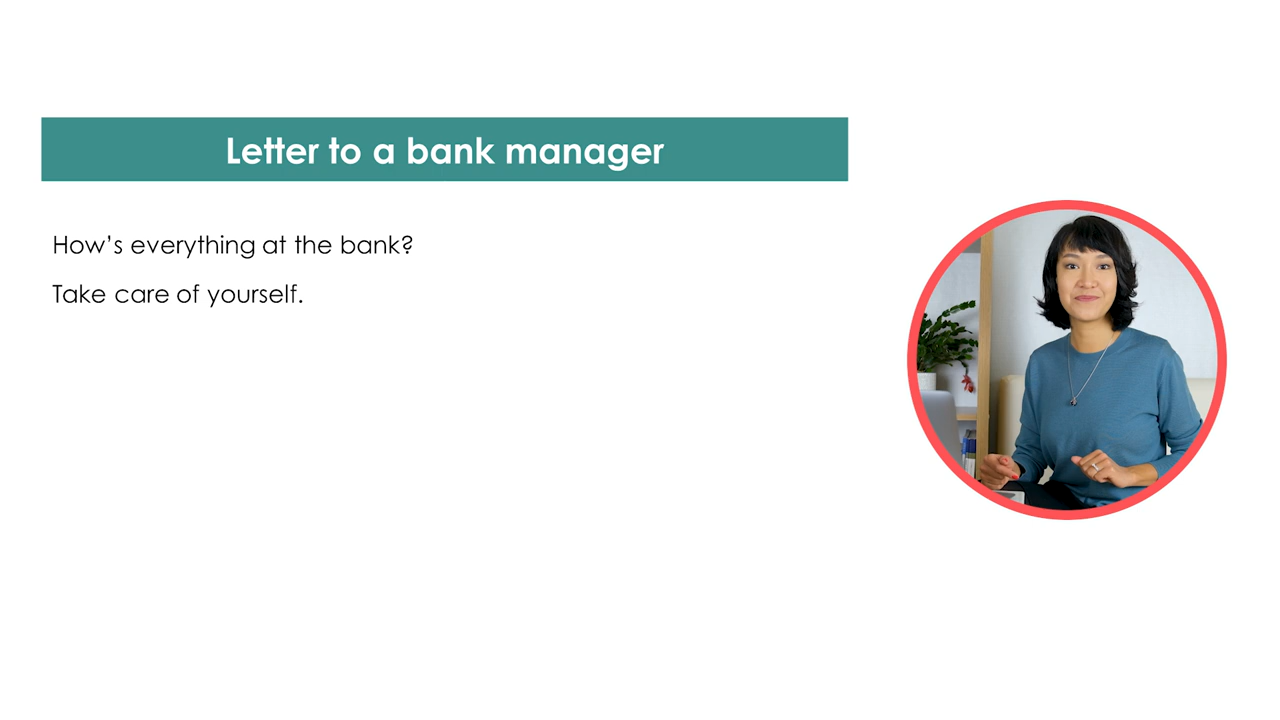 Letter to a bank manager
How’s everything at the bank?
Take care of yourself.